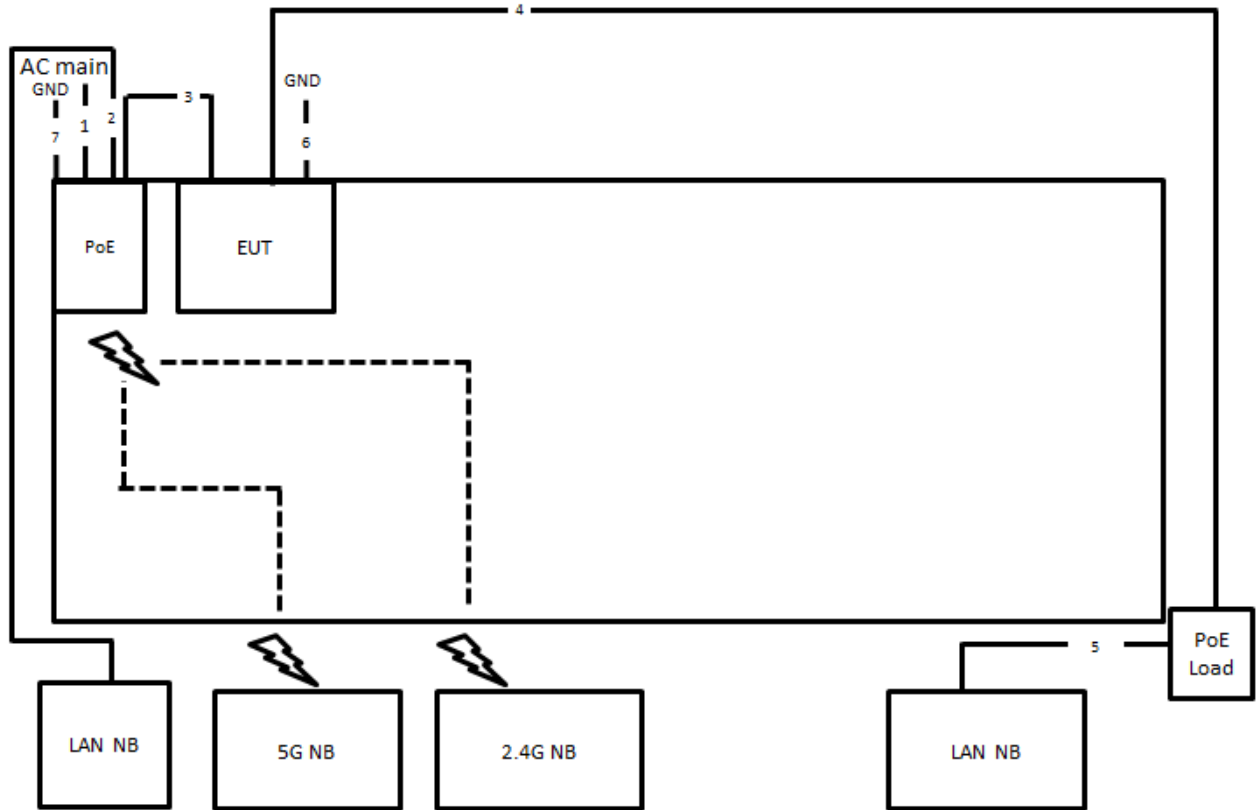 4
AC main
GND
GND
3
2
1
7
6
PoE
EUT
5
PoE
Load
LAN NB
5G NB
2.4G NB
LAN NB